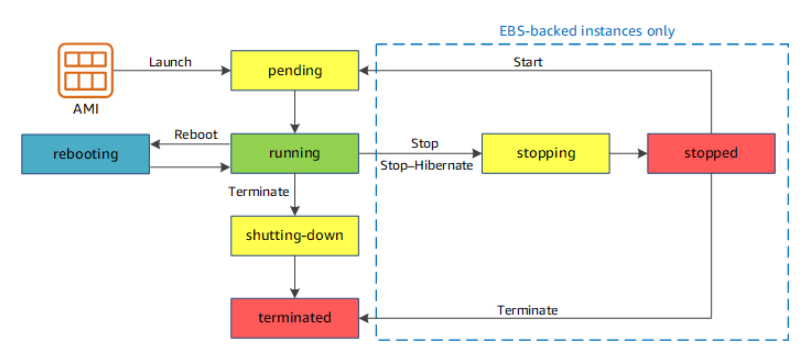 EBS-backed instances only
Launch
pending
Start
AMI
Reboot
rebooting
running
Stop
Stop–Hibernate
stopping
stopped
Terminate
shutting-down
terminated
Terminate